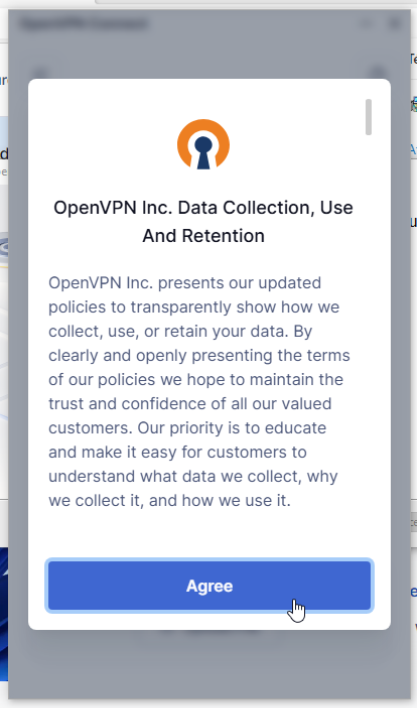 OpenVPN Connect
OpenVPN Inc. Data Collection, Use
And Retention
OpenVPN Inc. presents our updated
policies to transparently show how we
collect, use, or retain your data. By
clearly and openly presenting the terms
of our policies we hope to maintain the
trust and confidence of all our valued
customers. Our priority is to educate
and make it easy for customers to
understand what data we collect, why
we collect it, and how we use it.
Agree